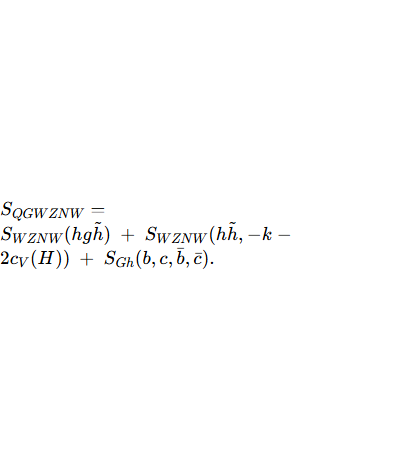 $S_{QGWZNW} =$
$S_{WZNW}(hg\tilde{h}) \ + \ S_{WZNW}(h\tilde{h}, -k -$
$2c_V(H)) \ + \ S_{Gh}(b, c, \bar{b}, \bar{c}).$